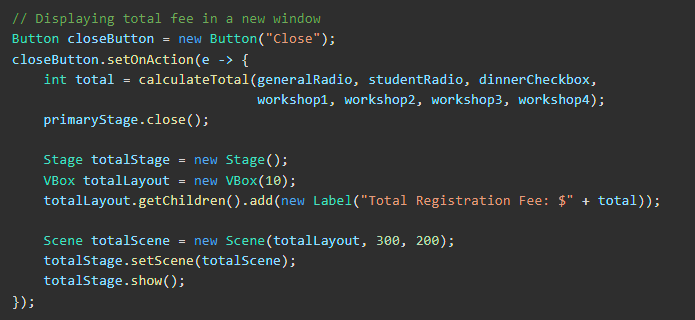 // Displaying total fee in a new window
Button closeButton = new Button("Close");
closeButton.setOnAction(e -> {
    int total = calculateTotal(generalRadio, studentRadio, dinnerCheckbox,
                               workshop1, workshop2, workshop3, workshop4);
    primaryStage.close();

    Stage totalStage = new Stage();
    VBox totalLayout = new VBox(10);
    totalLayout.getChildren().add(new Label("Total Registration Fee: $" + total));

    Scene totalScene = new Scene(totalLayout, 300, 200);
    totalStage.setScene(totalScene);
    totalStage.show();
});